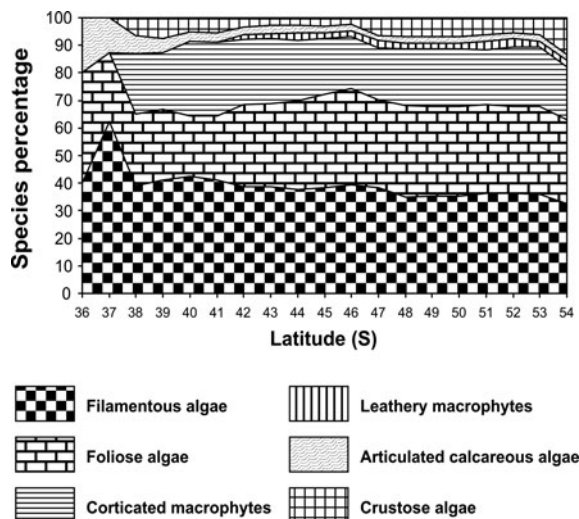 Species percentage
100
90
80
70
60
50
40
30
20
10
0
36 37 38 39 40 41 42 43 44 45 46 47 48 49 50 51 52 53 54
Latitude (S)
Filamentous algae
Leathery macrophytes
Foliose algae
Articulated calcareous algae
Corticated macrophytes
Crustose algae